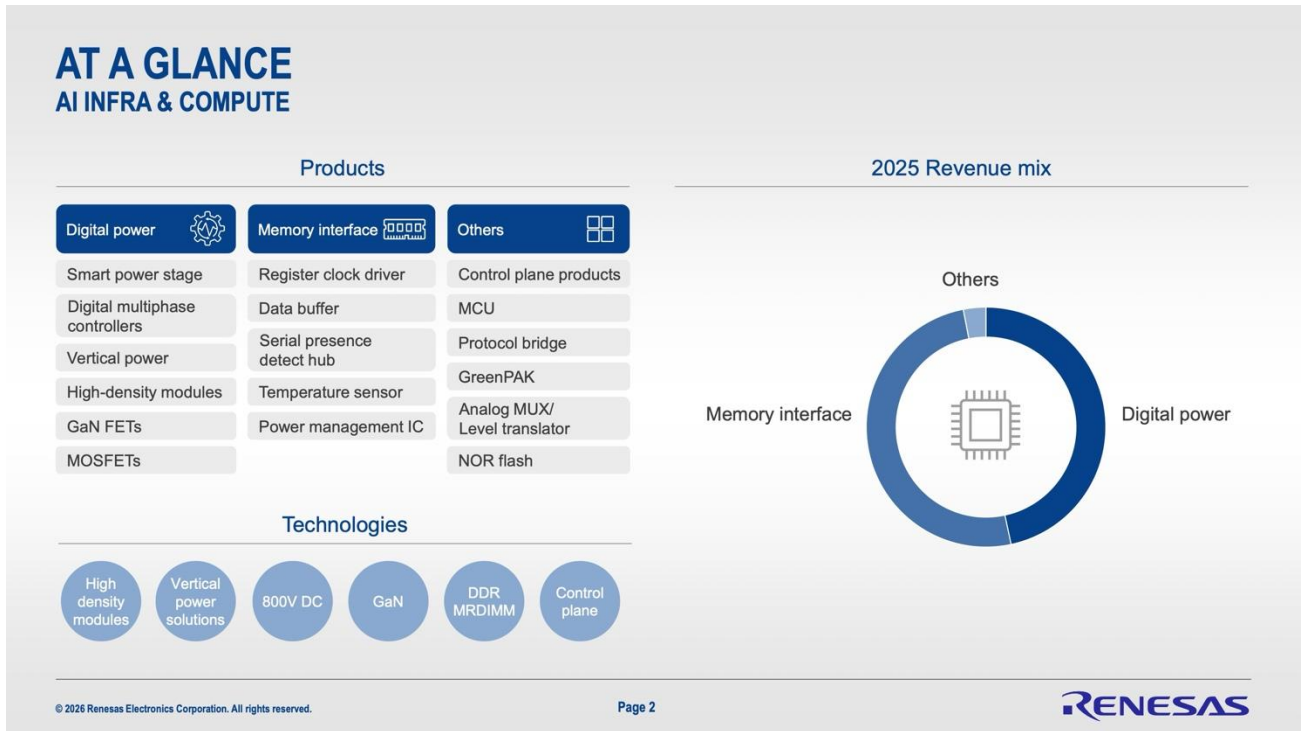 AT A GLANCE
AI INFRA & COMPUTE
Products
Digital power
Smart power stage
Digital multiphase
controllers
Vertical power
High-density modules
GaN FETs
MOSFETs
Memory interface
Register clock driver
Data buffer
Serial presence
detect hub
Temperature sensor
Power management IC
Others
Control plane products
MCU
Protocol bridge
GreenPAK
Analog MUX/
Level translator
NOR flash
Technologies
High
density
modules
Vertical
power
solutions
800V DC
GaN
DDR
MRDIMM
Control
plane
2025 Revenue mix
Others
Memory interface
Digital power
© 2026 Renesas Electronics Corporation. All rights reserved.
Page 2
RENESAS